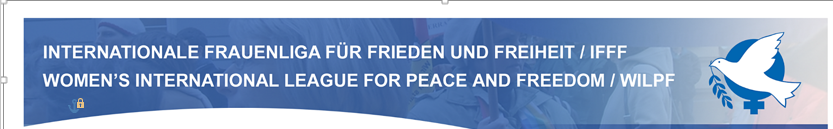 INTERNATIONALE FRAUENLIGA FÜR FRIEDEN UND FREIHEIT / IFFF
WOMEN'S INTERNATIONAL LEAGUE FOR PEACE AND FREEDOM / WILPF